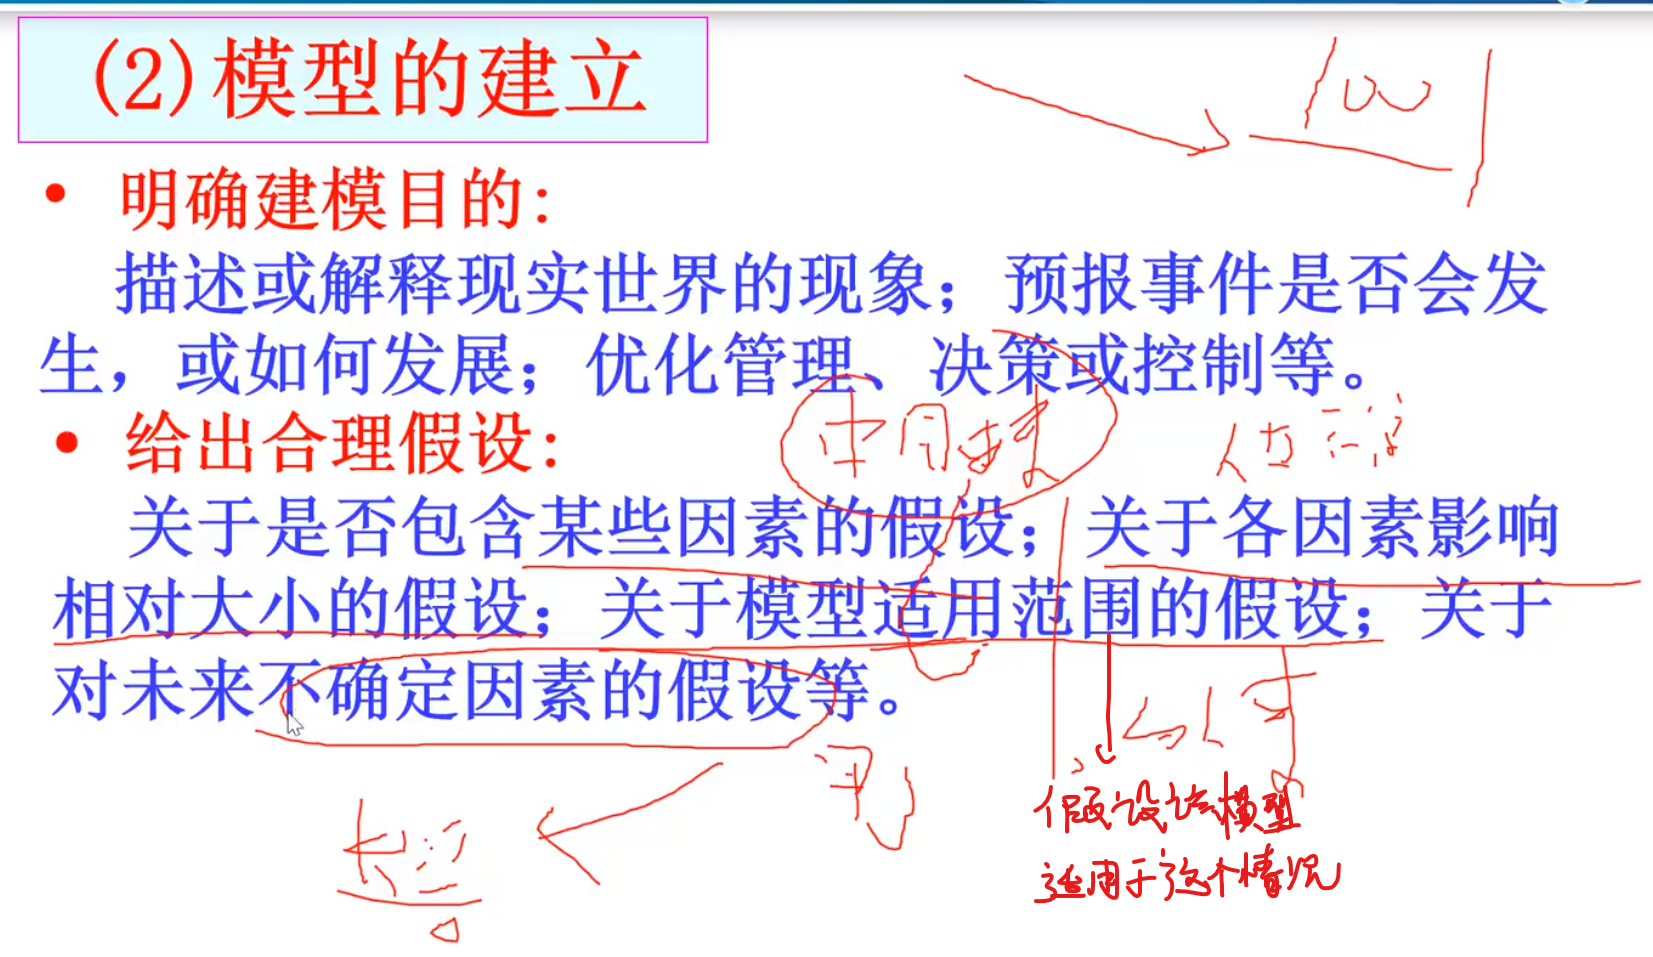 (2)模型的建立
• 明确建模目的:
描述或解释现实世界的现象；预报事件是否会发
生，或如何发展；优化管理、决策或控制等。
• 给出合理假设:
关于是否包含某些因素的假设；关于各因素影响
相对大小的假设；关于模型适用范围的假设；关于
对未来不确定因素的假设等。
假设该模型
适用于这个情况